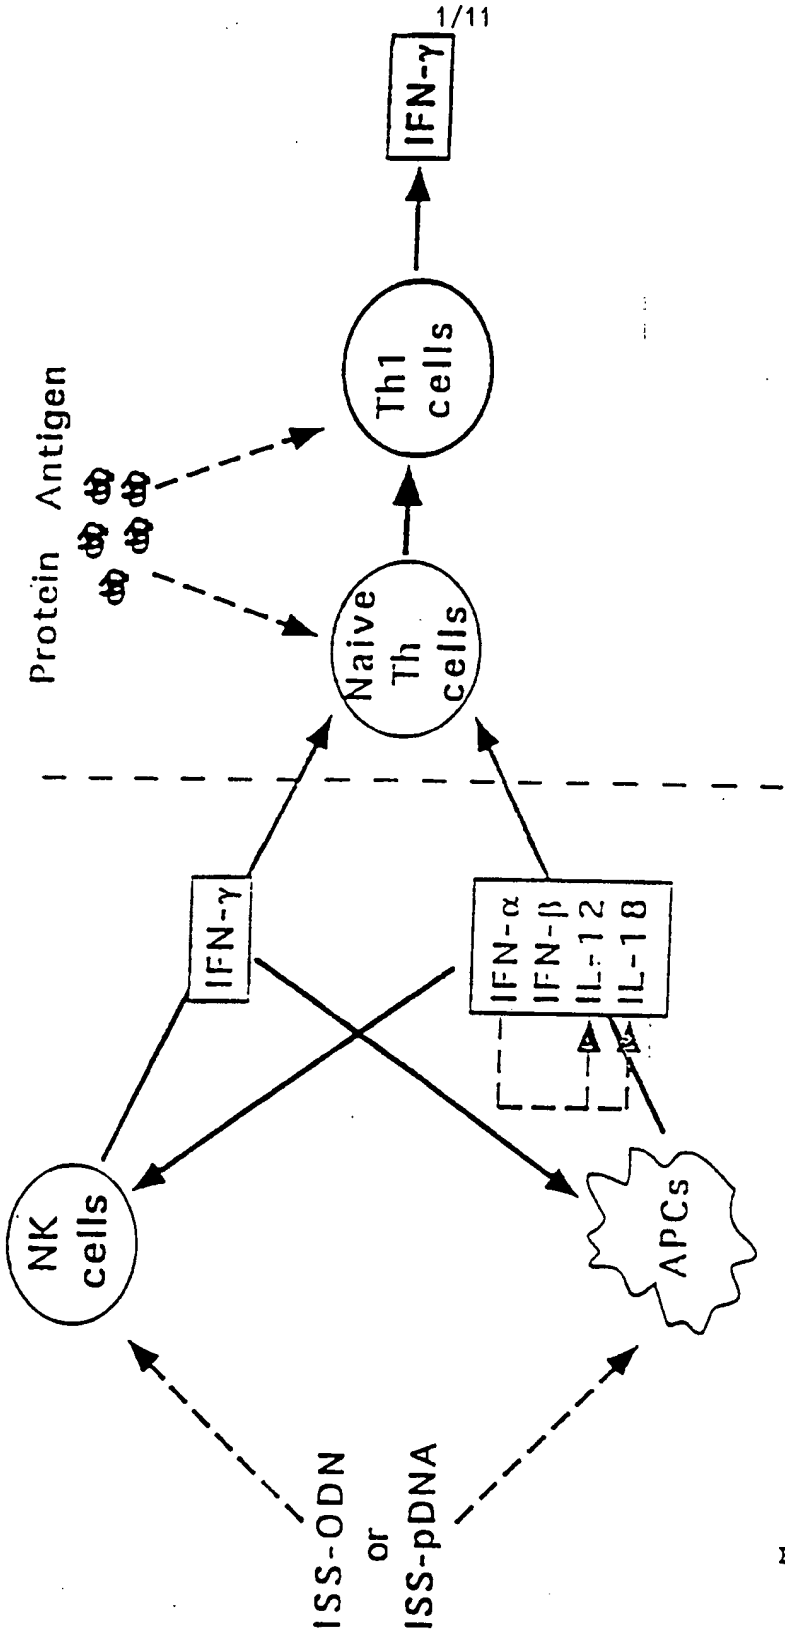 1/11
ISS-ODN
or
ISS-pDNA
NK
cells
APCs
IFN-γ
IFN-α
IFN-β
IL-12
IL-18
Protein Antigen
Naive
Th
cells
Th1
cells
IFN-γ